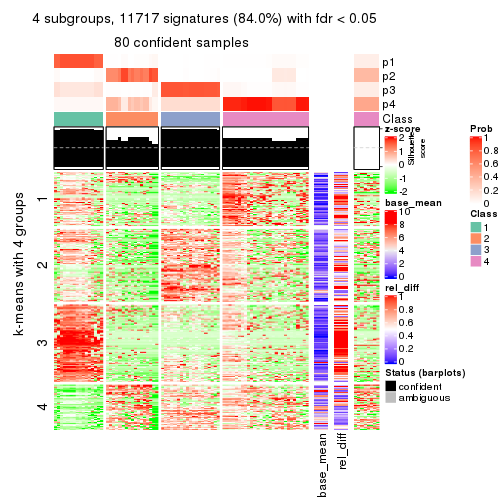 4 subgroups, 11717 signatures (84.0%) with fdr < 0.05
80 confident samples
p1
p2
p3
p4
Class
Silhouette
score
k-means with 4 groups
1
2
3
4
base_mean
rel_diff
z-score
2
1
0
-1
-2
base_mean
10
8
6
4
2
0
rel_diff
1
0.8
0.6
0.4
0.2
0
Status (barplots)
confident
ambiguous
Prob
1
0.8
0.6
0.4
0.2
0
Class
1
2
3
4